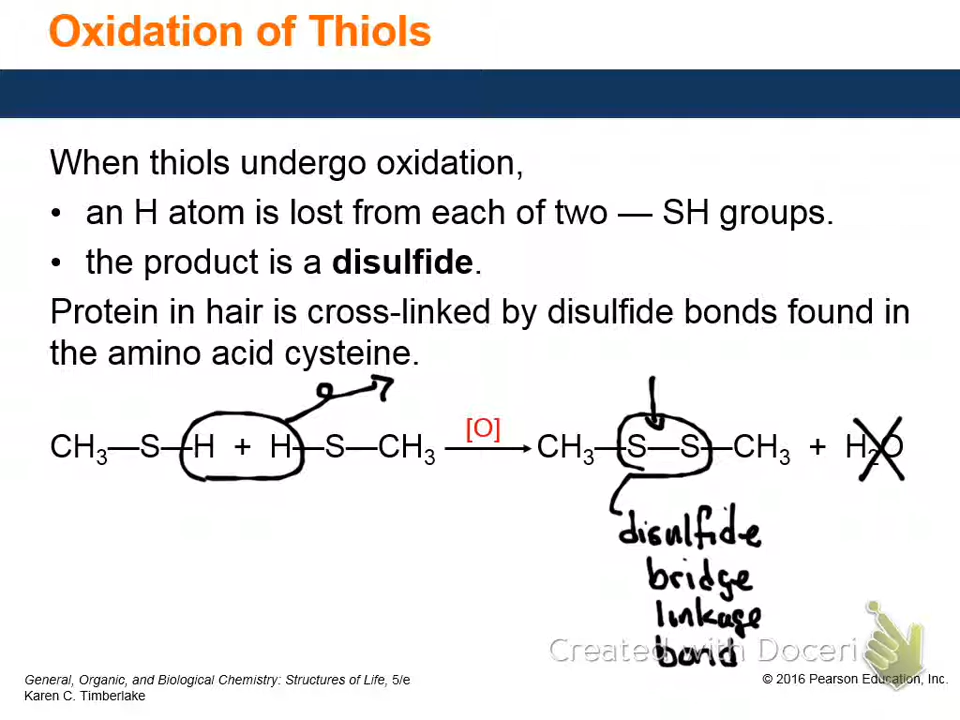 Oxidation of Thiols
When thiols undergo oxidation,
• an H atom is lost from each of two — SH groups.
• the product is a disulfide.
Protein in hair is cross-linked by disulfide bonds found in
the amino acid cysteine.
[O]
CH₃—S—H + H—S—CH₃ ⟶ CH₃—S—S—CH₃ + H₂O
disulfide
bridge
linkage
bond
Created with Doceri
General, Organic, and Biological Chemistry: Structures of Life, 5/e
Karen C. Timberlake
© 2016 Pearson Education, Inc.